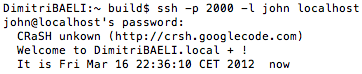 DimitriBAELI:~ build$ ssh -p 2000 -l john localhost
john@localhost's password:
CRaSH unkown (http://crsh.googlecode.com)
Welcome to DimitriBAELI.local + !
It is Fri Mar 16 22:36:10 CET 2012 now